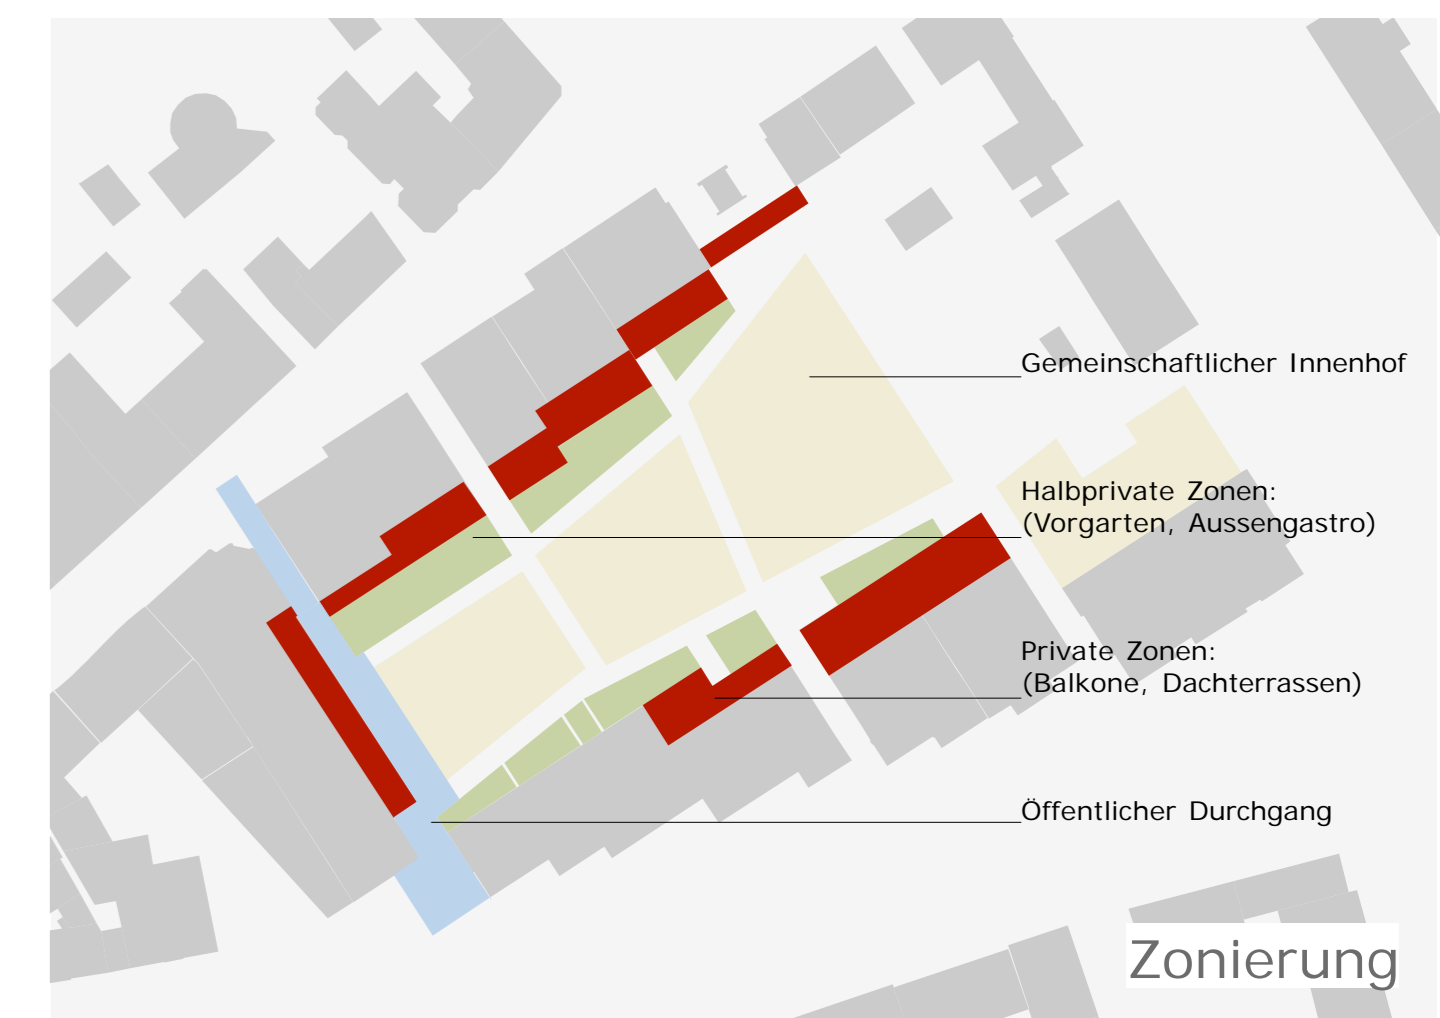 Gemeinschaftlicher Innenhof
Halbprivate Zonen:
(Vorgarten, Aussengastro)
Private Zonen:
(Balkone, Dachterrassen)
Öffentlicher Durchgang
Zonierung